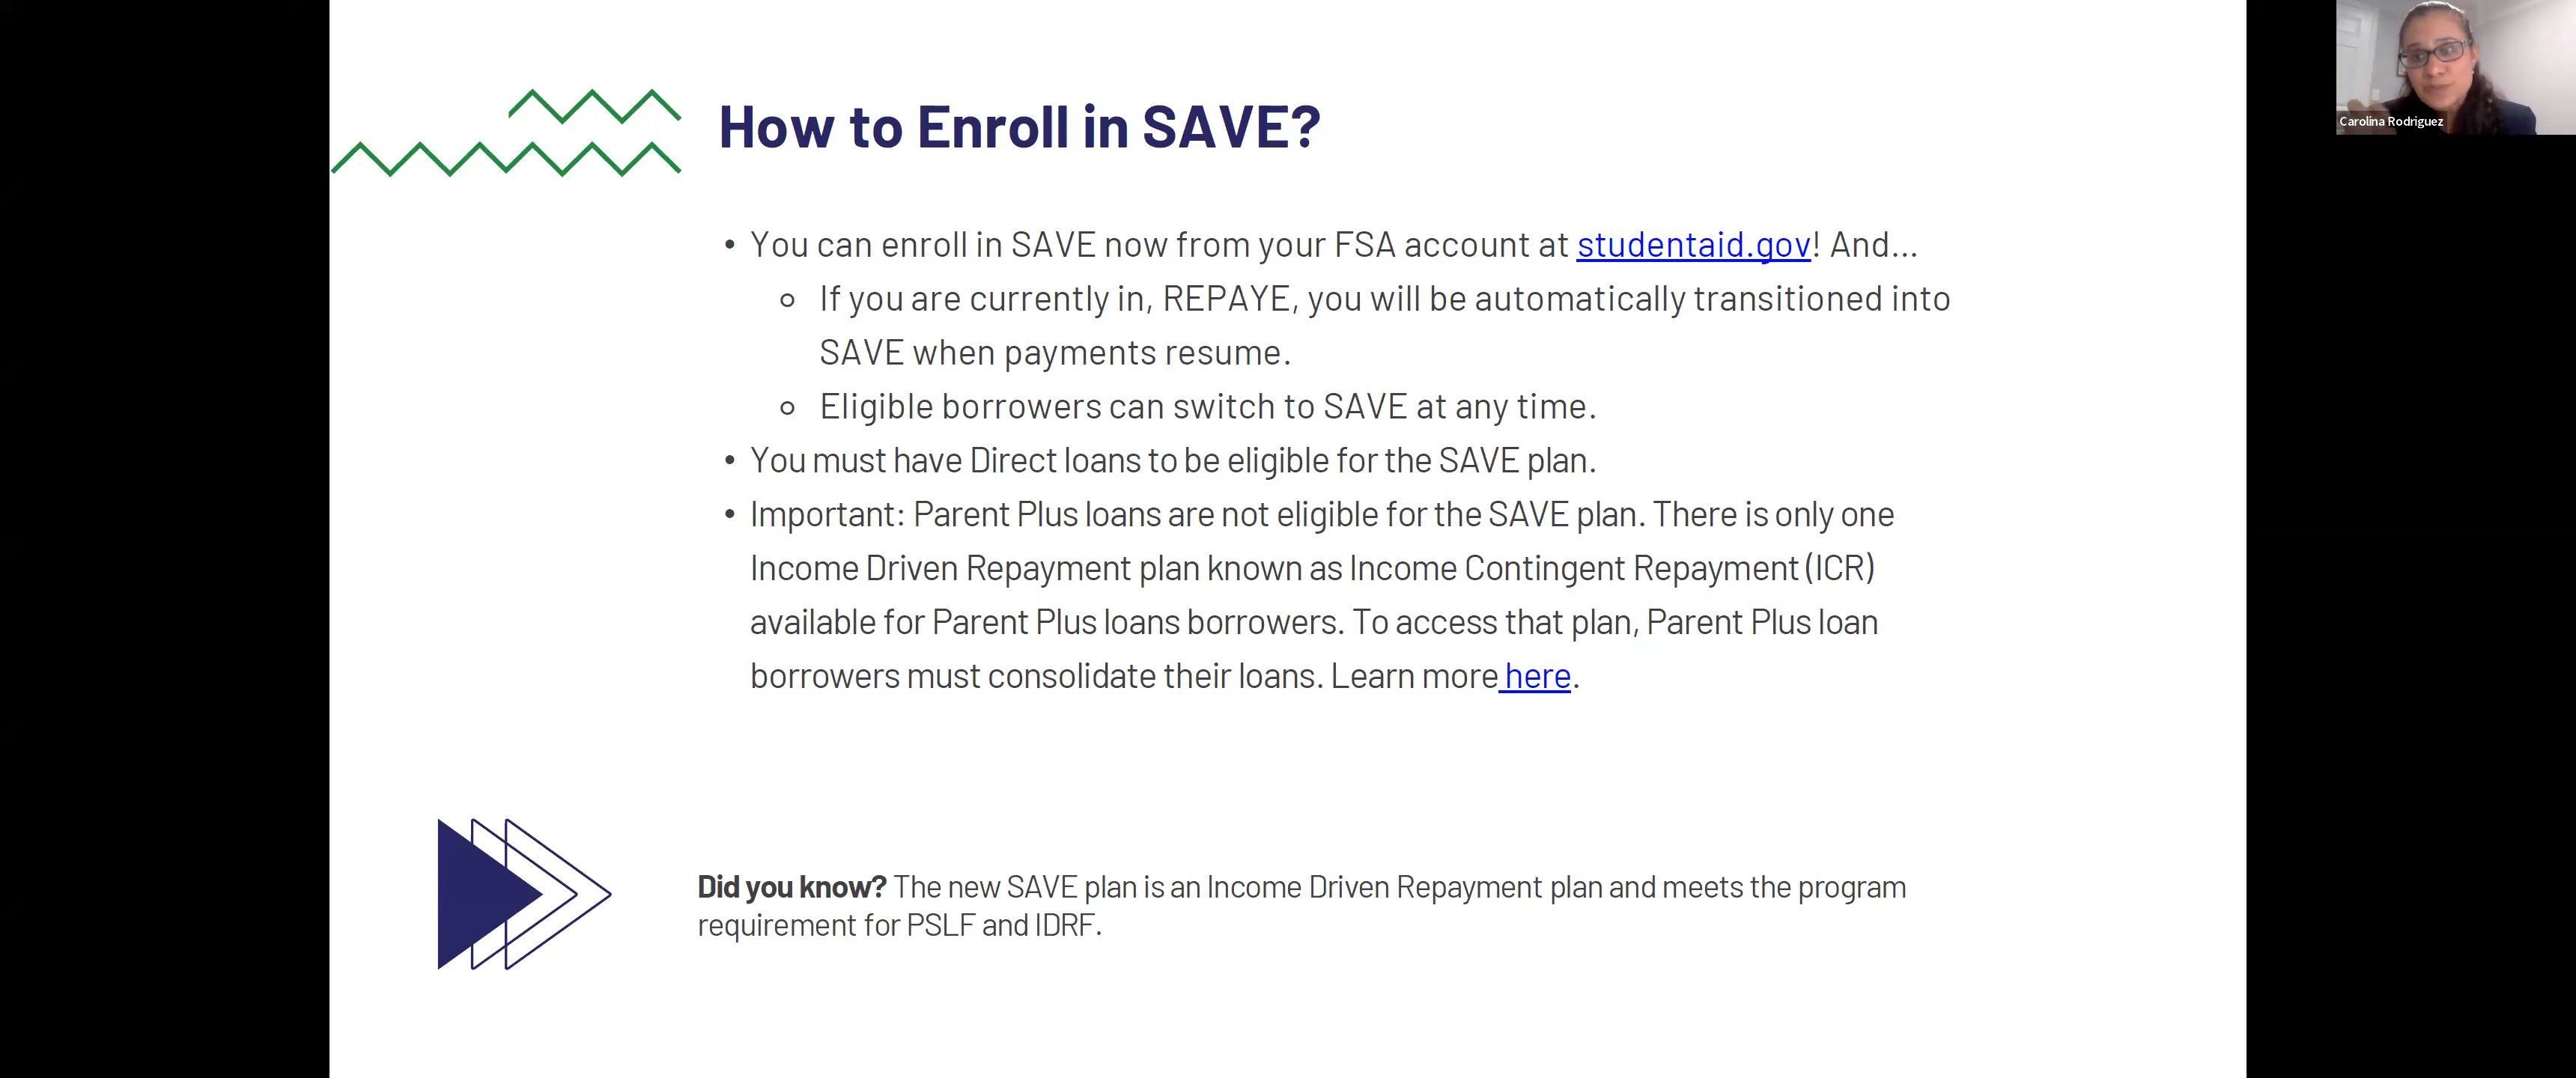 How to Enroll in SAVE?
• You can enroll in SAVE now from your FSA account at studentaid.gov! And...
○ If you are currently in, REPAYE, you will be automatically transitioned into
SAVE when payments resume.
○ Eligible borrowers can switch to SAVE at any time.
• You must have Direct loans to be eligible for the SAVE plan.
• Important: Parent Plus loans are not eligible for the SAVE plan. There is only one
Income Driven Repayment plan known as Income Contingent Repayment (ICR)
available for Parent Plus loans borrowers. To access that plan, Parent Plus loan
borrowers must consolidate their loans. Learn more here.
Did you know? The new SAVE plan is an Income Driven Repayment plan and meets the program
requirement for PSLF and IDRF.
Carolina Rodriguez